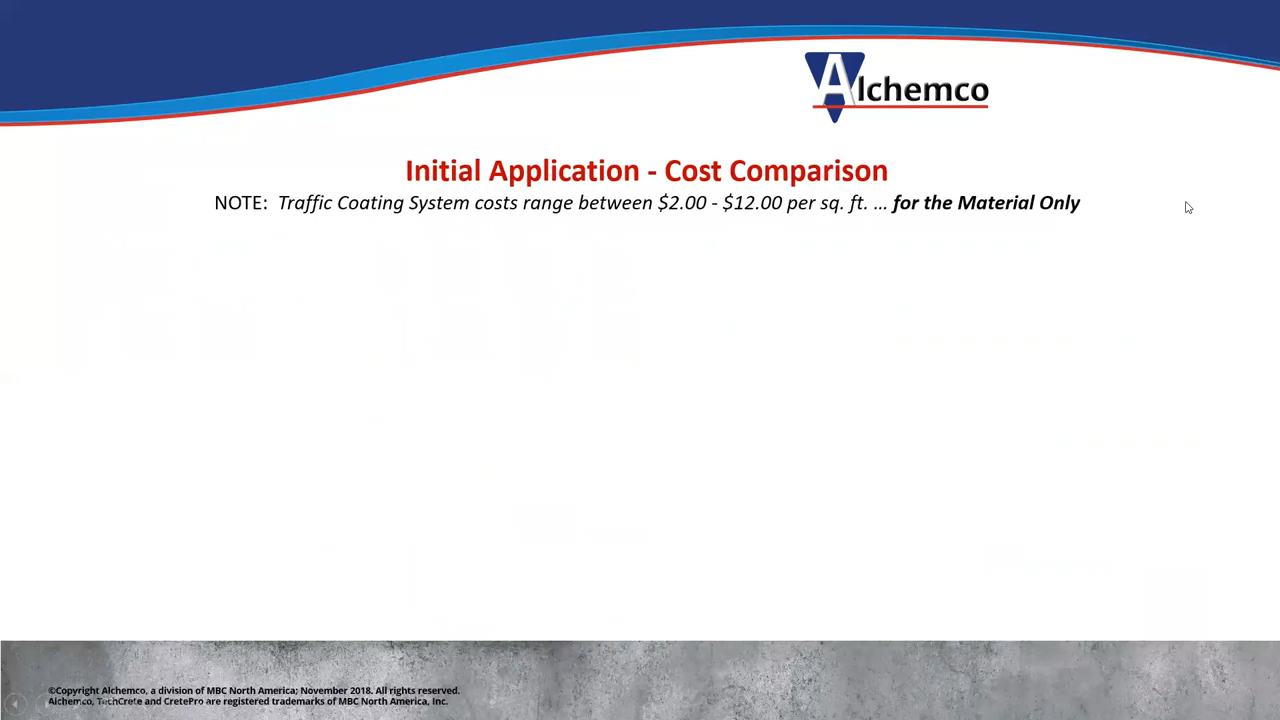 Alchemco
Initial Application - Cost Comparison
NOTE: Traffic Coating System costs range between $2.00 - $12.00 per sq. ft. ... for the Material Only
©Copyright Alchemco, a division of MBC North America; November 2018. All rights reserved.
Alchemco, TechCrete and CretePro are registered trademarks of MBC North America, Inc.